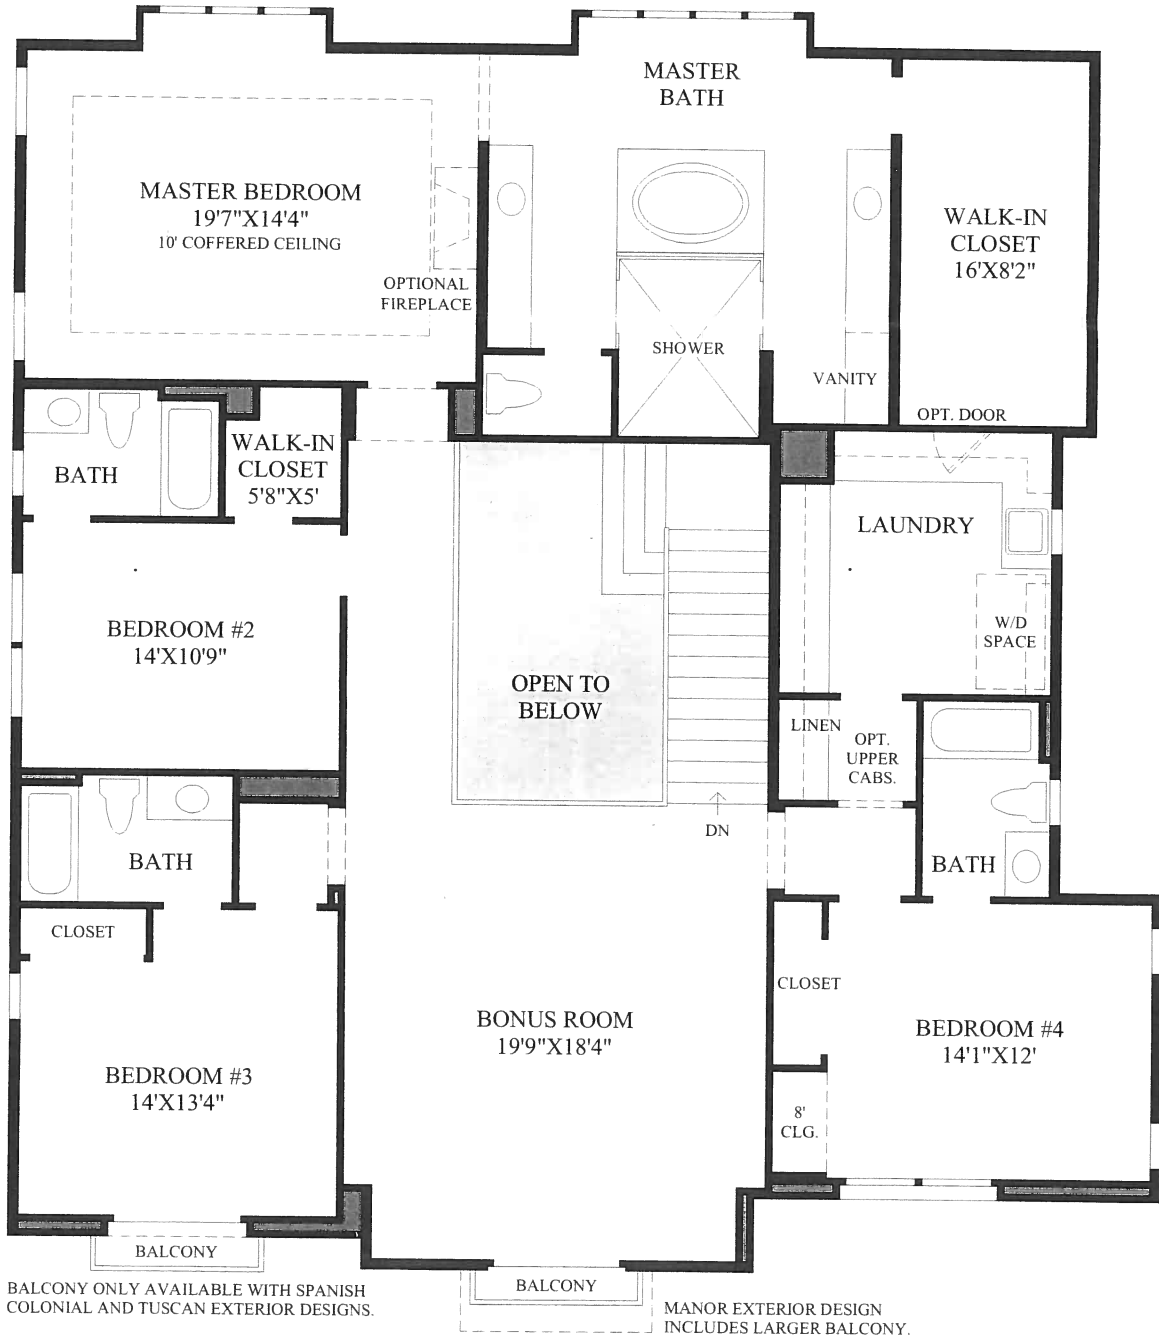 MASTER
BATH
MASTER BEDROOM
19'7"X14'4"
10' COFFERED CEILING
WALK-IN
CLOSET
16'X8'2"
OPTIONAL
FIREPLACE
SHOWER
VANITY
OPT. DOOR
BATH
WALK-IN
CLOSET
5'8"X5'
LAUNDRY
BEDROOM #2
14'X10'9"
W/D
SPACE
OPEN TO
BELOW
LINEN
OPT.
UPPER
CABS.
DN
BATH
BATH
CLOSET
CLOSET
BONUS ROOM
19'9"X18'4"
BEDROOM #4
14'1"X12'
BEDROOM #3
14'X13'4"
8'
CLG.
BALCONY
BALCONY
BALCONY ONLY AVAILABLE WITH SPANISH
COLONIAL AND TUSCAN EXTERIOR DESIGNS.
MANOR EXTERIOR DESIGN
INCLUDES LARGER BALCONY.